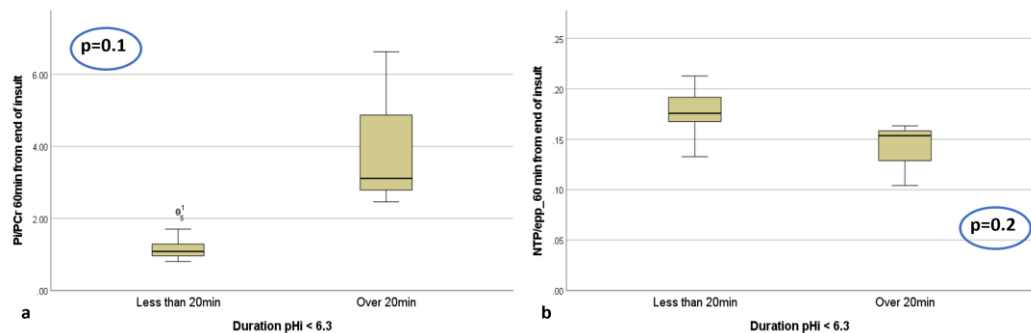 p=0.1
Pi/PCr 60min from end of insult
6.00
4.00
2.00
.00
1
5
Less than 20min
Over 20min
Duration pHi < 6.3
a
NTP/epp_60 min from end of insult
.25
.20
.15
.10
.05
.00
p=0.2
Less than 20min
Over 20min
Duration pHi < 6.3
b